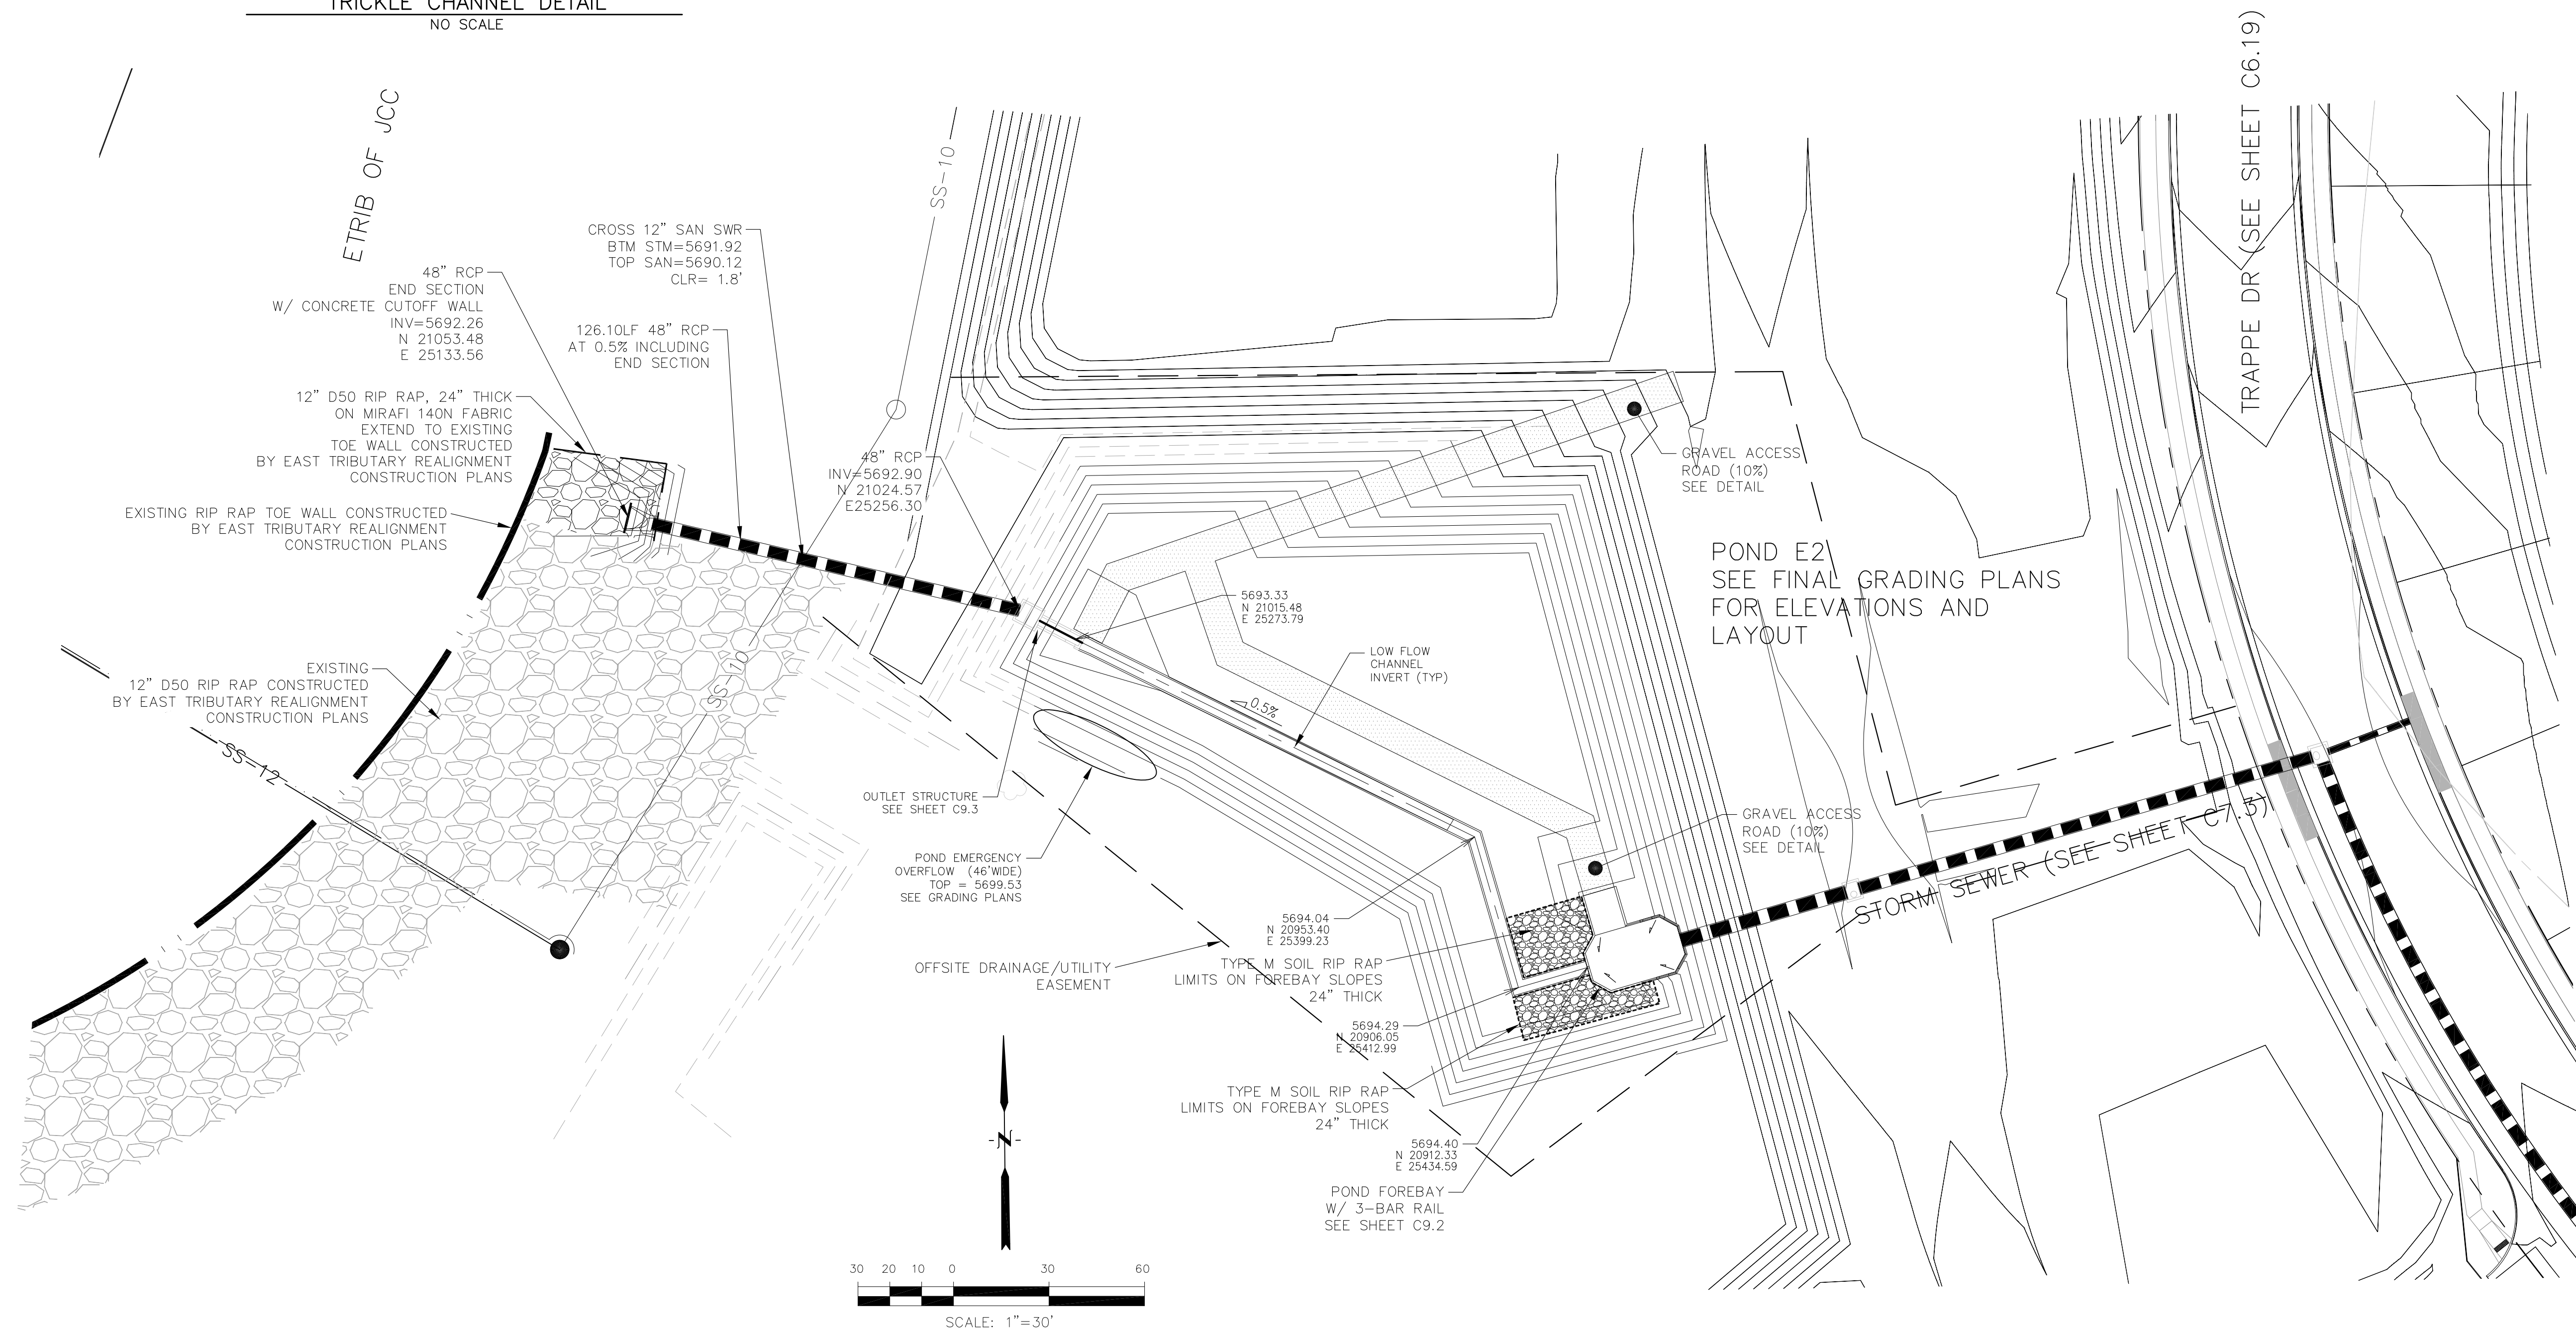 TRICKLE CHANNEL DETAIL
NO SCALE
ETRIB OF JCC
SS-10
TRAPPE DR (SEE SHEET C6.19)
CROSS 12" SAN SWR
BTM STM=5691.92
TOP SAN=5690.12
CLR= 1.8'
48" RCP
END SECTION
W/ CONCRETE CUTOFF WALL
INV=5692.26
N 21053.48
E 25133.56
126.10LF 48" RCP
AT 0.5% INCLUDING
END SECTION
12" D50 RIP RAP, 24" THICK
ON MIRAFI 140N FABRIC
EXTEND TO EXISTING
TOE WALL CONSTRUCTED
BY EAST TRIBUTARY REALIGNMENT
CONSTRUCTION PLANS
48" RCP
INV=5692.90
N 21024.57
E25256.30
GRAVEL ACCESS
ROAD (10%)
SEE DETAIL
EXISTING RIP RAP TOE WALL CONSTRUCTED
BY EAST TRIBUTARY REALIGNMENT
CONSTRUCTION PLANS
POND E2
SEE FINAL GRADING PLANS
FOR ELEVATIONS AND
LAYOUT
5693.33
N 21015.48
E 25273.79
LOW FLOW
CHANNEL
INVERT (TYP)
EXISTING
12" D50 RIP RAP CONSTRUCTED
BY EAST TRIBUTARY REALIGNMENT
CONSTRUCTION PLANS
SS-10
0.5%
SS-12
OUTLET STRUCTURE
SEE SHEET C9.3
GRAVEL ACCESS
ROAD (10%)
SEE DETAIL
STORM SEWER (SEE SHEET C7.3)
POND EMERGENCY
OVERFLOW (46'WIDE)
TOP = 5699.53
SEE GRADING PLANS
5694.04
N 20953.40
E 25399.23
OFFSITE DRAINAGE/UTILITY
EASEMENT
TYPE M SOIL RIP RAP
LIMITS ON FOREBAY SLOPES
24" THICK
5694.29
N 20906.05
E 25412.99
TYPE M SOIL RIP RAP
LIMITS ON FOREBAY SLOPES
24" THICK
5694.40
N 20912.33
E 25434.59
POND FOREBAY
W/ 3-BAR RAIL
SEE SHEET C9.2
N
30 20 10 0 30 60
SCALE: 1"=30'